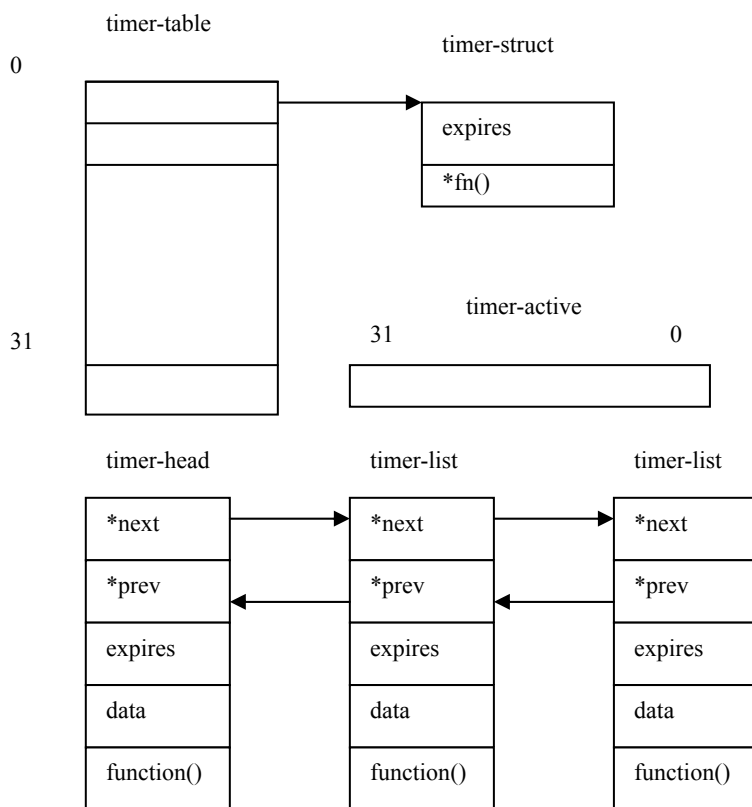 timer-table
timer-struct
0
expires
*fn()
timer-active
31
31 0
timer-head timer-list timer-list
*next *next *next
*prev *prev *prev
expires expires expires
data data data
function() function() function()